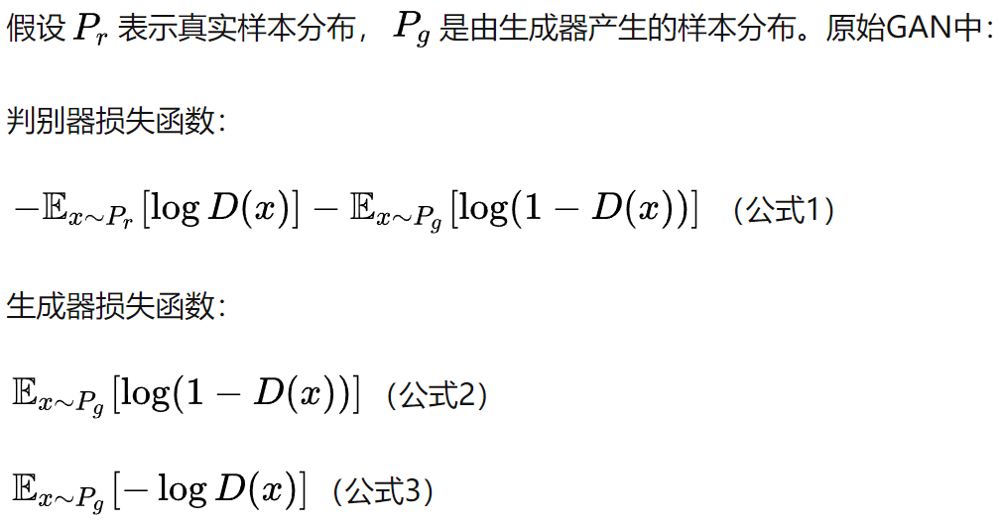 假设 $P_r$ 表示真实样本分布， $P_g$ 是由生成器产生的样本分布。原始GAN中：
判别器损失函数：
$-\mathbb{E}_{x\sim P_r}[\log D(x)]-\mathbb{E}_{x\sim P_g}[\log(1-D(x))]$ （公式1）
生成器损失函数：
$\mathbb{E}_{x\sim P_g}[\log(1-D(x))]$ （公式2）
$\mathbb{E}_{x\sim P_g}[-\log D(x)]$ （公式3）